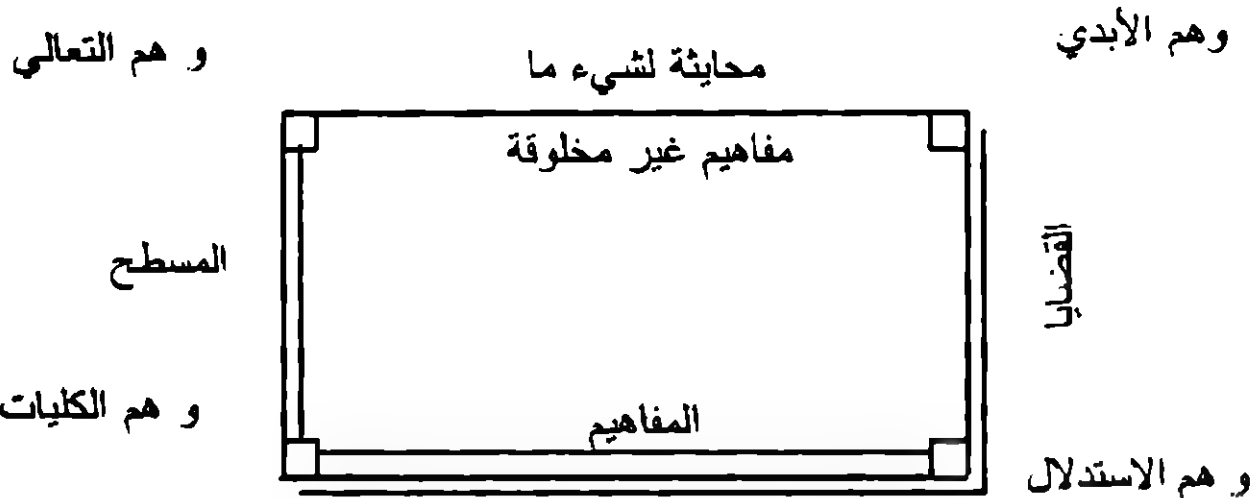 وهم الأبدي
و هم التعالي
محايثة لشيء ما
مفاهيم غير مخلوقة
القضايا
المسطح
المفاهيم
و هم الكليات
و هم الاستدلال